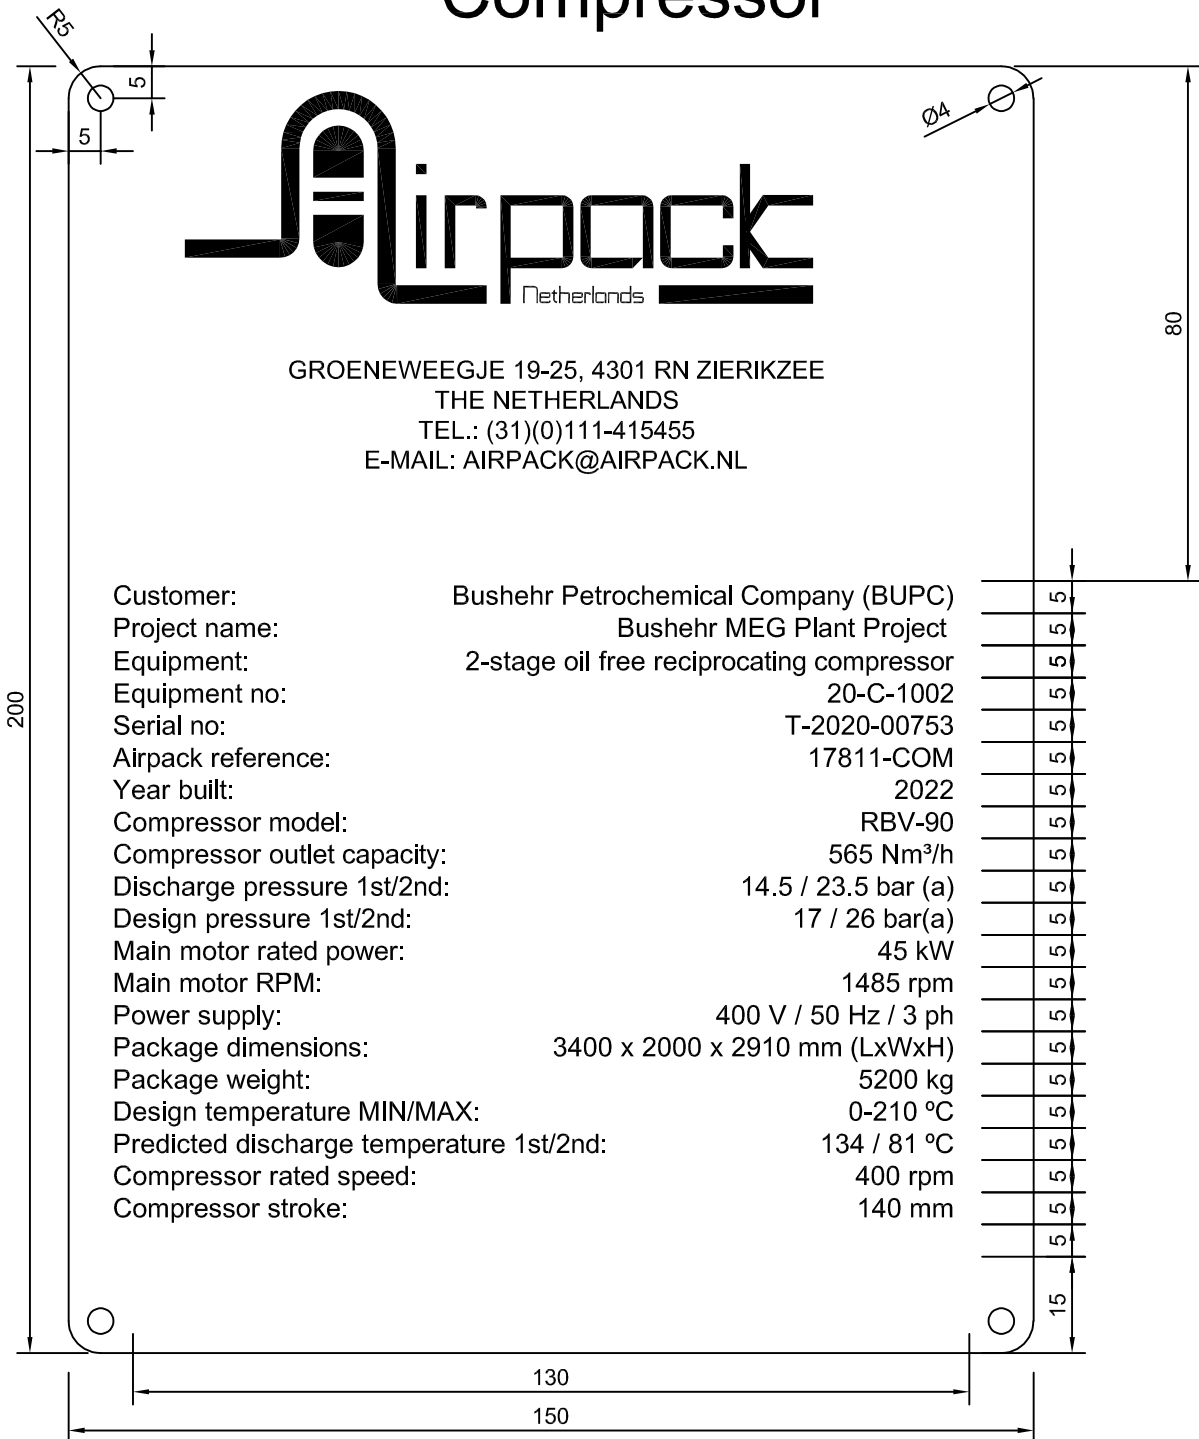 Compressor
R5
5
5
Ø4
Airpack
Netherlands
80
GROENEWEEGJE 19-25, 4301 RN ZIERIKZEE
THE NETHERLANDS
TEL.: (31)(0)111-415455
E-MAIL: AIRPACK@AIRPACK.NL
200
Customer: Bushehr Petrochemical Company (BUPC) 5
Project name: Bushehr MEG Plant Project 5
Equipment: 2-stage oil free reciprocating compressor 5
Equipment no: 20-C-1002 5
Serial no: T-2020-00753 5
Airpack reference: 17811-COM 5
Year built: 2022 5
Compressor model: RBV-90 5
Compressor outlet capacity: 565 Nm³/h 5
Discharge pressure 1st/2nd: 14.5 / 23.5 bar (a) 5
Design pressure 1st/2nd: 17 / 26 bar(a) 5
Main motor rated power: 45 kW 5
Main motor RPM: 1485 rpm 5
Power supply: 400 V / 50 Hz / 3 ph 5
Package dimensions: 3400 x 2000 x 2910 mm (LxWxH) 5
Package weight: 5200 kg 5
Design temperature MIN/MAX: 0-210 ºC 5
Predicted discharge temperature 1st/2nd: 134 / 81 ºC 5
Compressor rated speed: 400 rpm 5
Compressor stroke: 140 mm 5
5
15
130
150